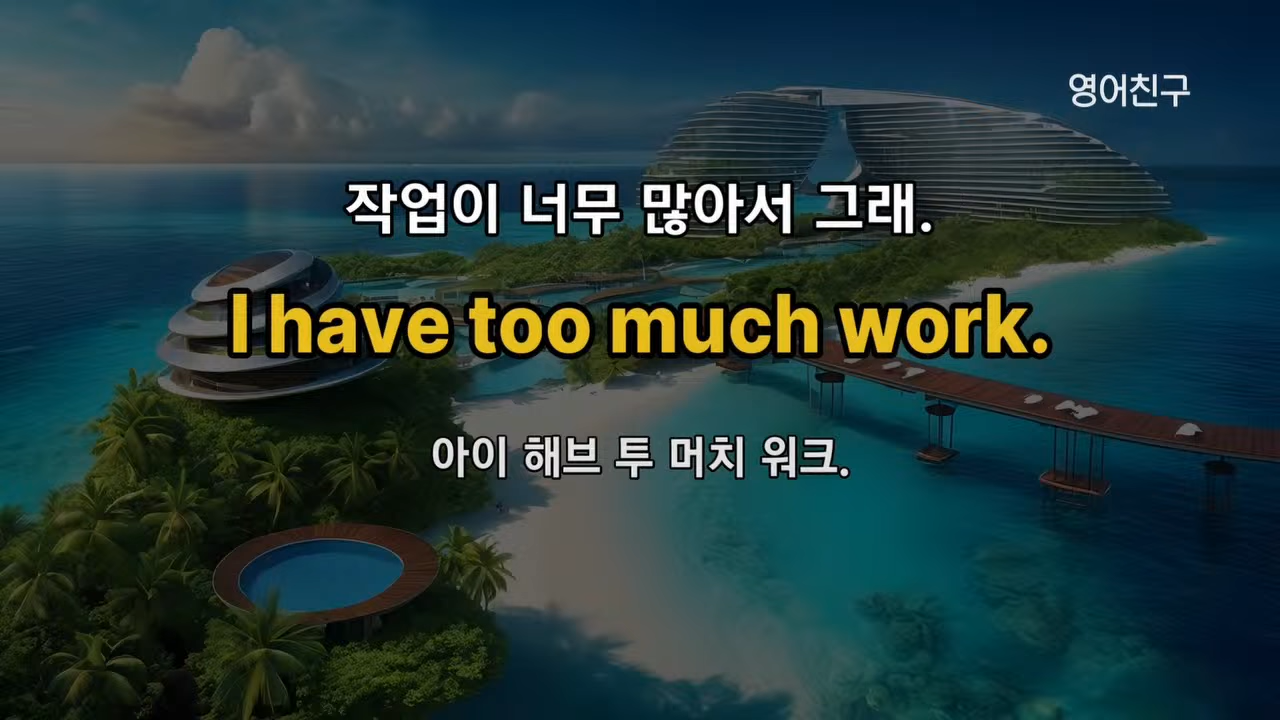 영어친구
작업이 너무 많아서 그래.
I have too much work.
아이 해브 투 머치 워크.